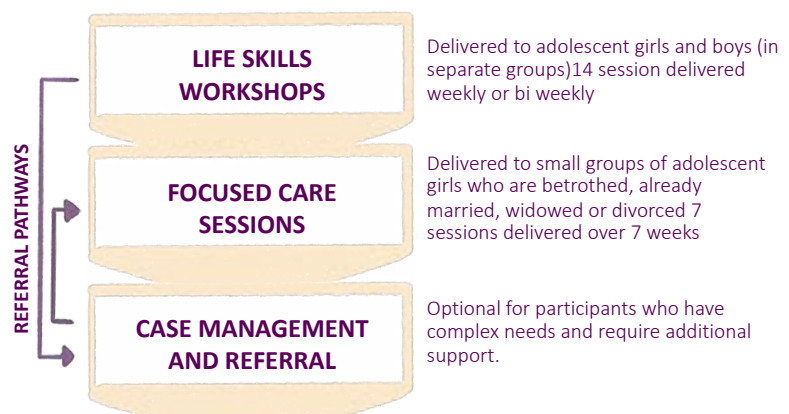 LIFE SKILLS
WORKSHOPS
Delivered to adolescent girls and boys (in
separate groups)14 session delivered
weekly or bi weekly
REFERRAL PATHWAYS
FOCUSED CARE
SESSIONS
Delivered to small groups of adolescent
girls who are betrothed, already
married, widowed or divorced 7
sessions delivered over 7 weeks
CASE MANAGEMENT
AND REFERRAL
Optional for participants who have
complex needs and require additional
support.